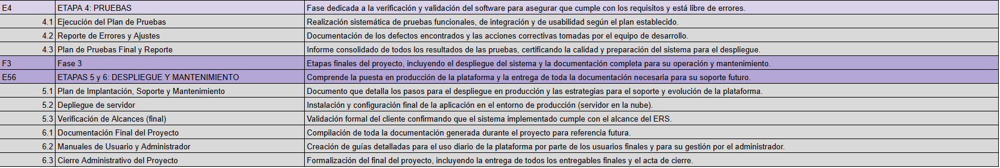 E4 ETAPA 4: PRUEBAS Fase dedicada a la verificación y validación del software para asegurar que cumple con los requisitos y está libre de errores.
4.1 Ejecución del Plan de Pruebas Realización sistemática de pruebas funcionales, de integración y de usabilidad según el plan establecido.
4.2 Reporte de Errores y Ajustes Documentación de los defectos encontrados y las acciones correctivas tomadas por el equipo de desarrollo.
4.3 Plan de Pruebas Final y Reporte Informe consolidado de todos los resultados de las pruebas, certificando la calidad y preparación del sistema para el despliegue.
F3 Fase 3 Etapas finales del proyecto, incluyendo el despliegue del sistema y la documentación completa para su operación y mantenimiento.
E56 ETAPAS 5 y 6: DESPLIEGUE Y MANTENIMIENTO Comprende la puesta en producción de la plataforma y la entrega de toda la documentación necesaria para su soporte futuro.
5.1 Plan de Implantación, Soporte y Mantenimiento Documento que detalla los pasos para el despliegue en producción y las estrategias para el soporte y evolución de la plataforma.
5.2 Depliegue de servidor Instalación y configuración final de la aplicación en el entorno de producción (servidor en la nube).
5.3 Verificación de Alcances (final) Validación formal del cliente confirmando que el sistema implementado cumple con el alcance del ERS.
6.1 Documentación Final del Proyecto Compilación de toda la documentación generada durante el proyecto para referencia futura.
6.2 Manuales de Usuario y Administrador Creación de guías detalladas para el uso diario de la plataforma por parte de los usuarios finales y para su gestión por el administrador.
6.3 Cierre Administrativo del Proyecto Formalización del final del proyecto, incluyendo la entrega de todos los entregables finales y el acta de cierre.